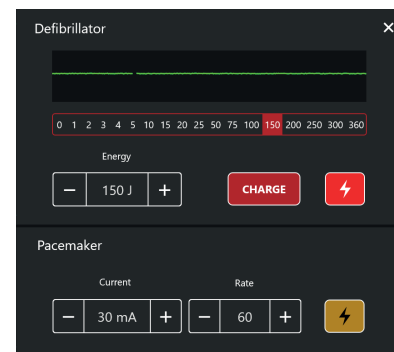 Defibrillator
0 1 2 3 4 5 10 15 20 25 50 75 100 150 200 250 300 360
Energy
− 150 J + CHARGE
Pacemaker
Current Rate
− 30 mA + − 60 +